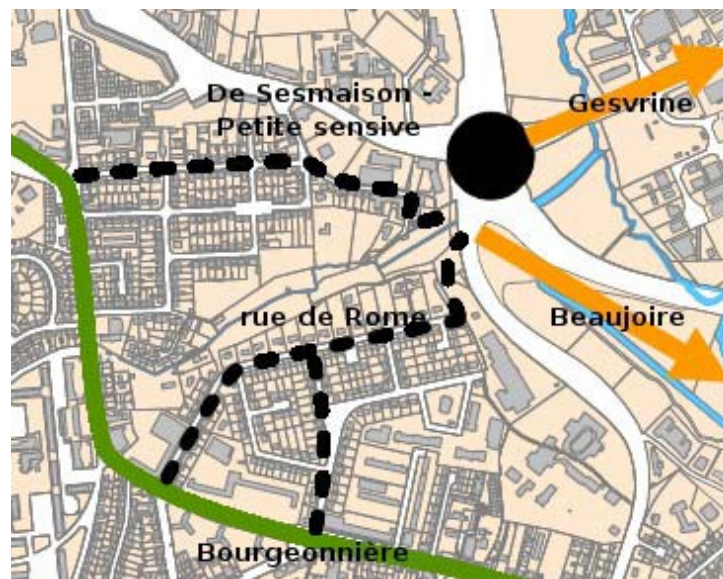 De Sesmaison -
Petite sensive
Gesvrine
rue de Rome
Beaujoire
Bourgeonnière